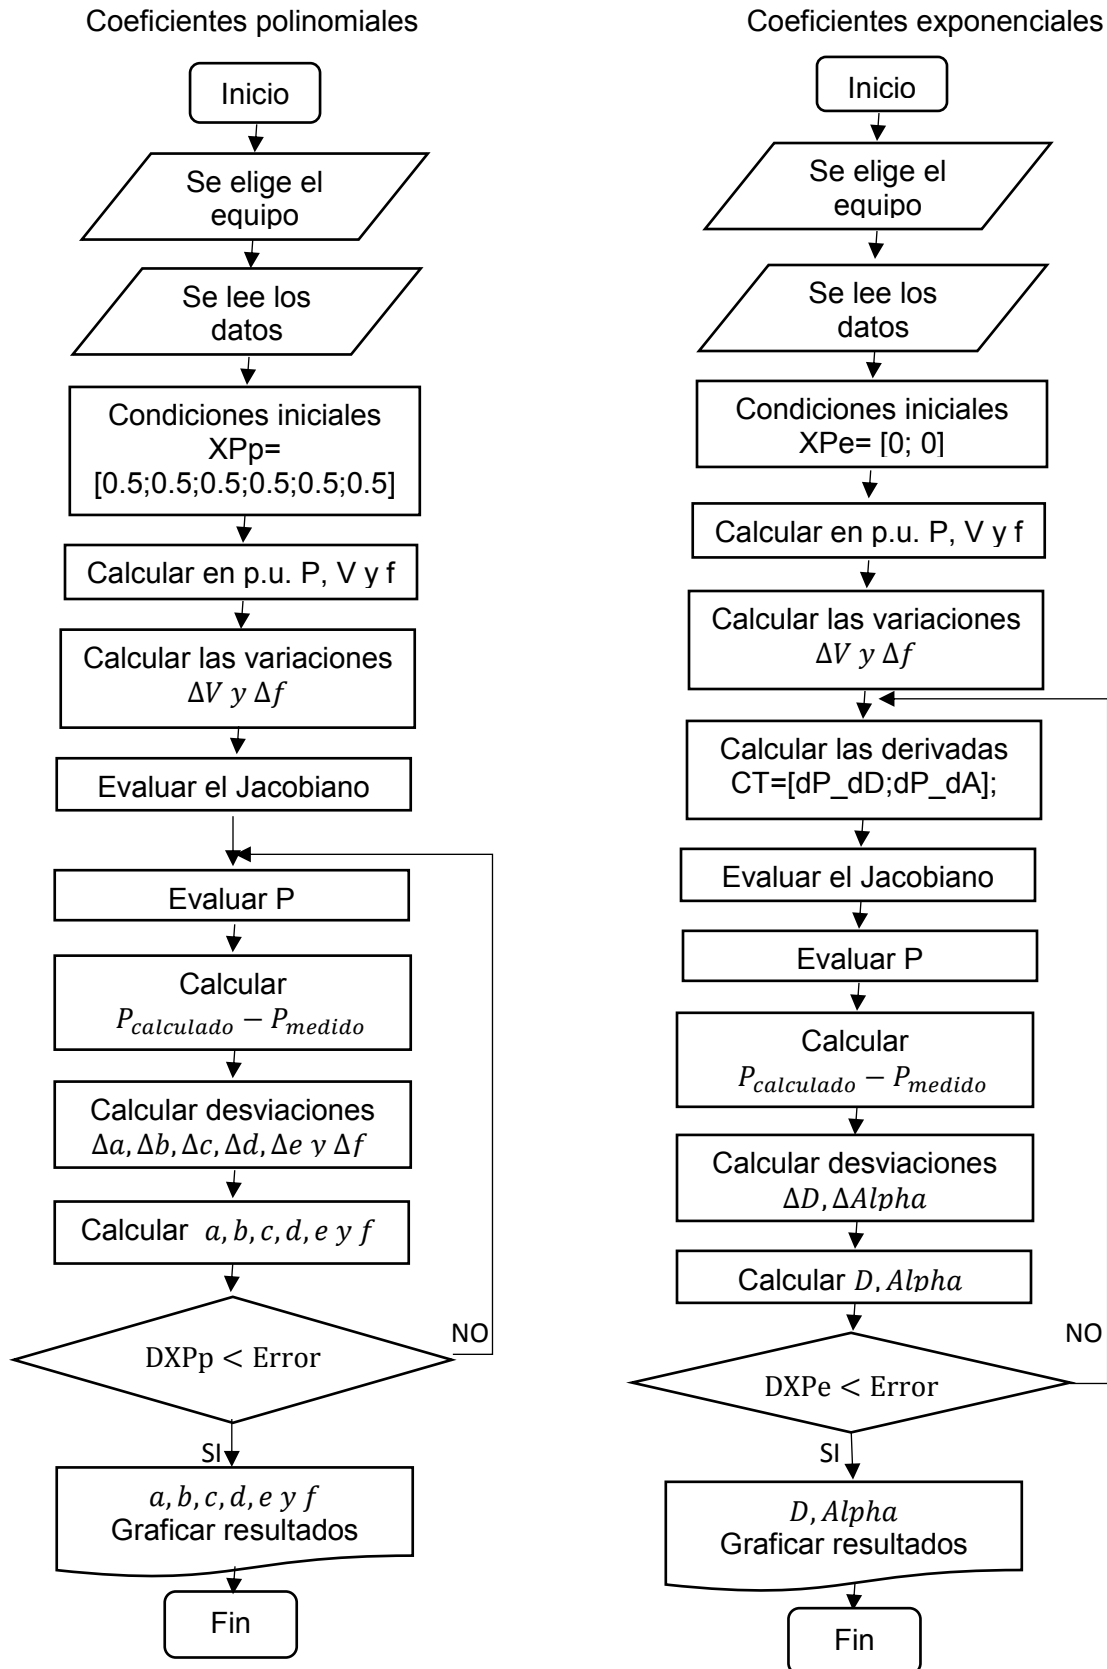 Coeficientes polinomiales
Inicio
Se elige el
equipo
Se lee los
datos
Condiciones iniciales
XPp=
[0.5;0.5;0.5;0.5;0.5;0.5]
Calcular en p.u. P, V y f
Calcular las variaciones
ΔV y Δf
Evaluar el Jacobiano
Evaluar P
Calcular
P_calculado − P_medido
Calcular desviaciones
Δa, Δb, Δc, Δd, Δe y Δf
Calcular a, b, c, d, e y f
DXPp < Error
NO
SI
a, b, c, d, e y f
Graficar resultados
Fin
Coeficientes exponenciales
Inicio
Se elige el
equipo
Se lee los
datos
Condiciones iniciales
XPe= [0; 0]
Calcular en p.u. P, V y f
Calcular las variaciones
ΔV y Δf
Calcular las derivadas
CT=[dP_dD;dP_dA];
Evaluar el Jacobiano
Evaluar P
Calcular
P_calculado − P_medido
Calcular desviaciones
ΔD, ΔAlpha
Calcular D, Alpha
DXPe < Error
NO
SI
D, Alpha
Graficar resultados
Fin